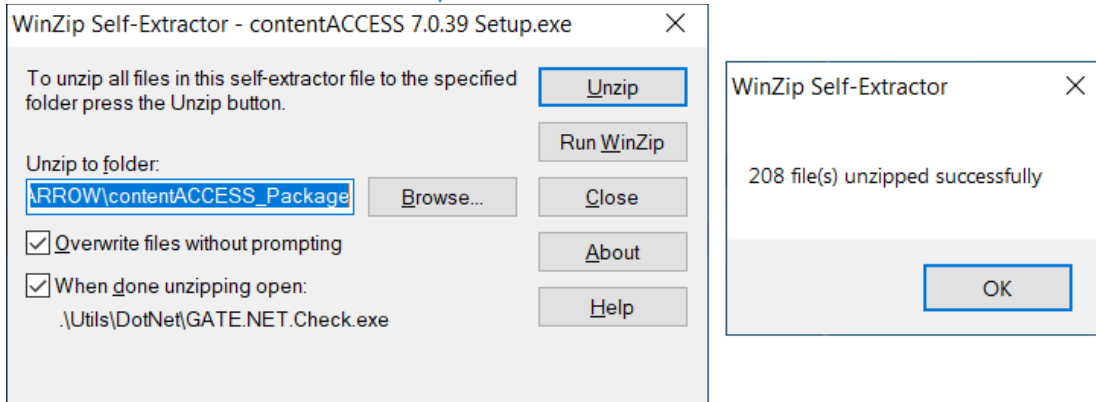 WinZip Self-Extractor - contentACCESS 7.0.39 Setup.exe
To unzip all files in this self-extractor file to the specified
folder press the Unzip button.
Unzip
Run WinZip
Unzip to folder:
ARROW\contentACCESS_Package
Browse...
Close
Overwrite files without prompting
About
When done unzipping open:
.\Utils\DotNet\GATE.NET.Check.exe
Help
WinZip Self-Extractor
208 file(s) unzipped successfully
OK